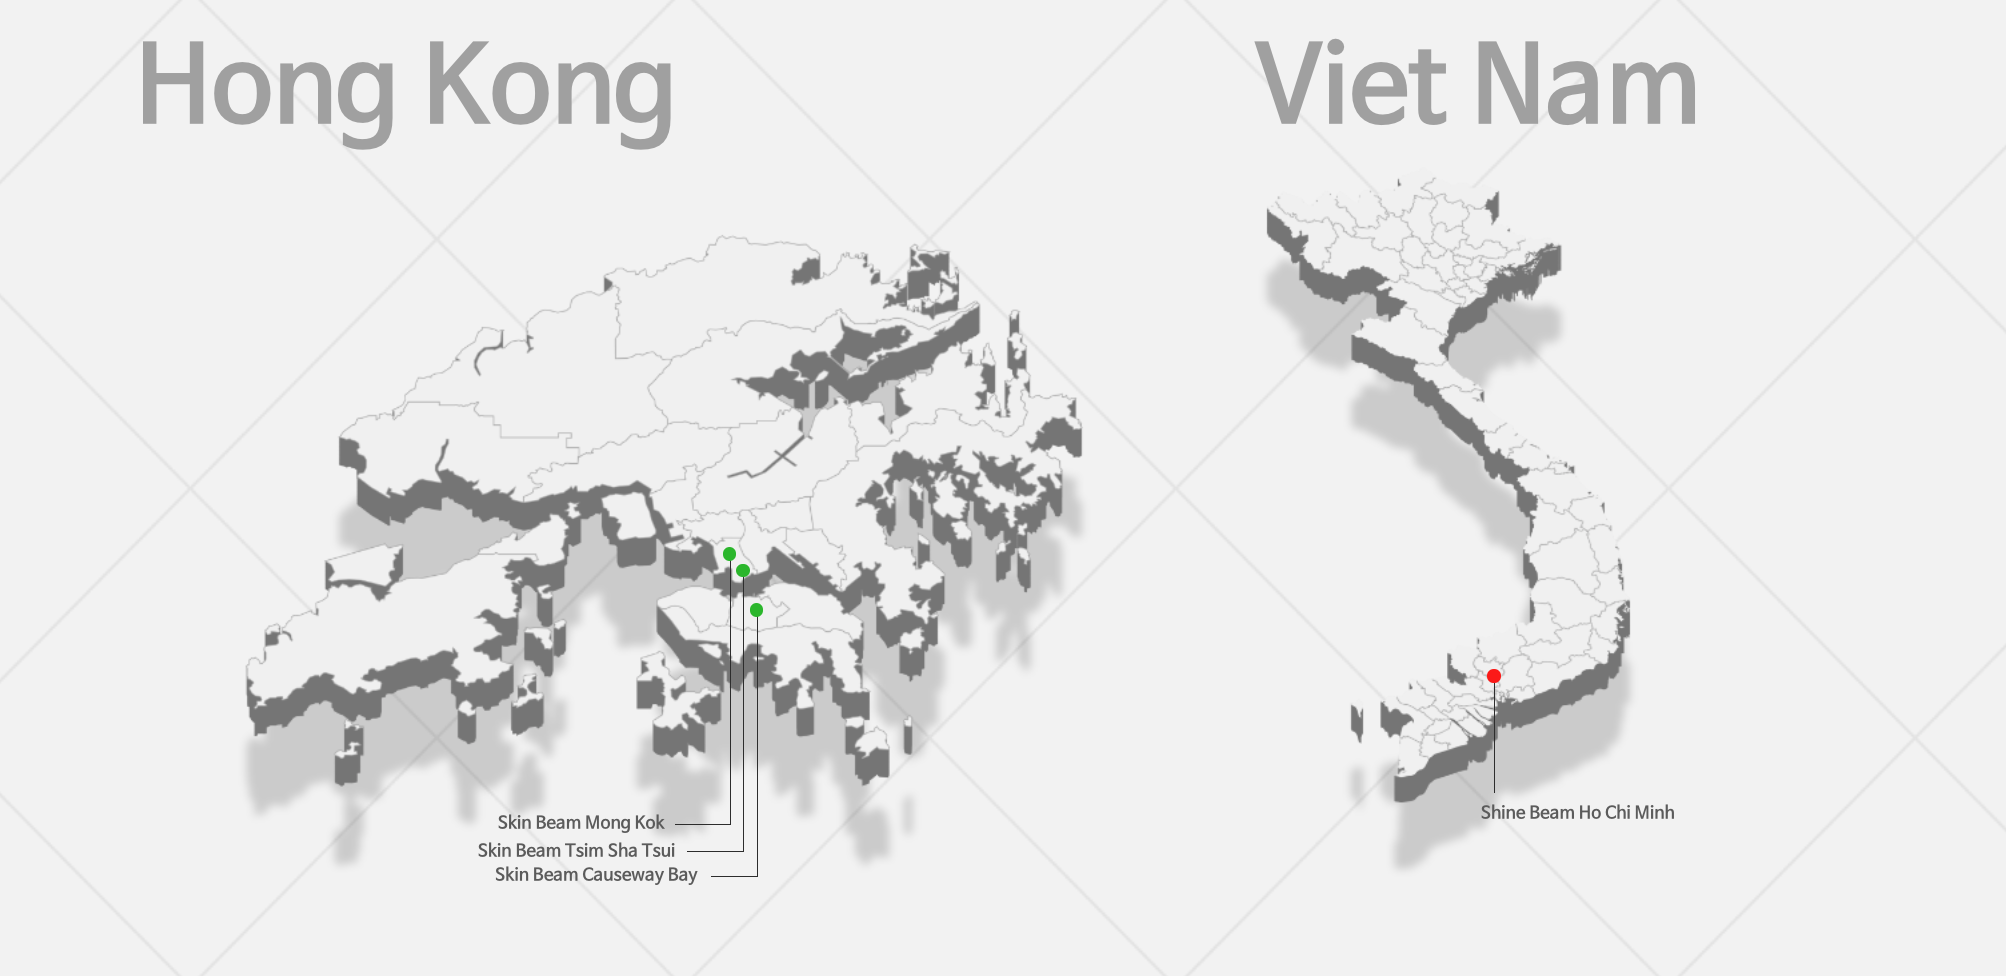 Hong Kong
Viet Nam
Skin Beam Mong Kok
Skin Beam Tsim Sha Tsui
Skin Beam Causeway Bay
Shine Beam Ho Chi Minh